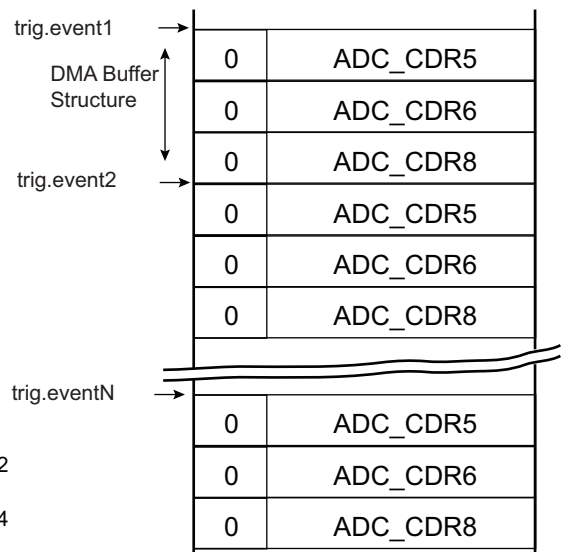 trig.event1
0 ADC_CDR5
DMA Buffer
Structure
0 ADC_CDR6
0 ADC_CDR8
trig.event2
0 ADC_CDR5
0 ADC_CDR6
0 ADC_CDR8
trig.eventN
0 ADC_CDR5
2
0 ADC_CDR6
4
0 ADC_CDR8